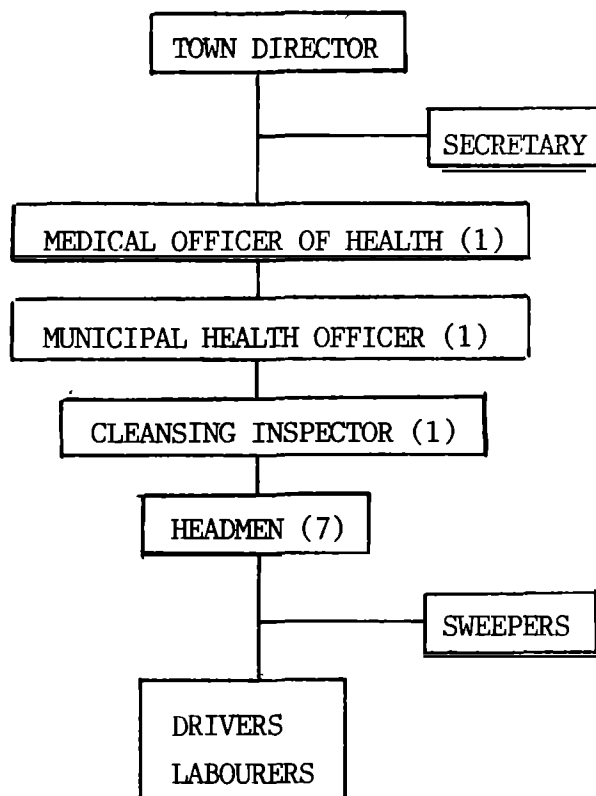 TOWN DIRECTOR
SECRETARY
MEDICAL OFFICER OF HEALTH (1)
MUNICIPAL HEALTH OFFICER (1)
CLEANSING INSPECTOR (1)
HEADMEN (7)
SWEEPERS
DRIVERS
LABOURERS